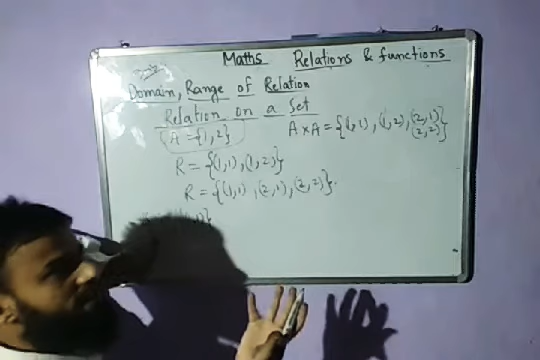 Maths Relations & functions
Domain, Range of Relation
Relation on a Set
A = {1, 2}
A × A = {(1, 1), (1, 2), (2, 1)
(2, 2)}
R = {(1, 1), (1, 2)}
R = {(1, 1), (2, 1), (2, 2)}.